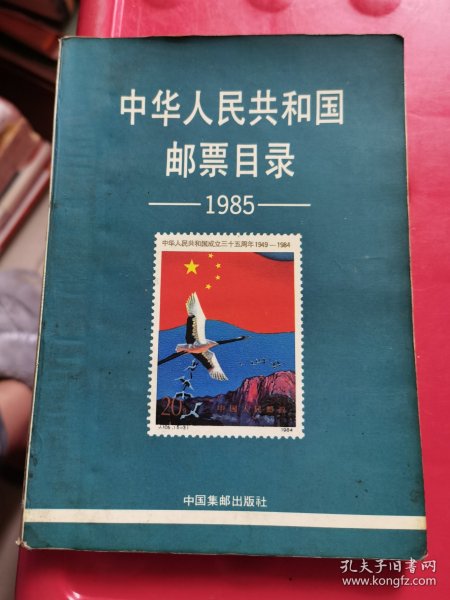 中华人民共和国
邮票目录
1985
中华人民共和国成立三十五周年1949—1984
20分
中国人民邮政
1984
中国集邮出版社
孔夫子旧书网
www.kongfz.com